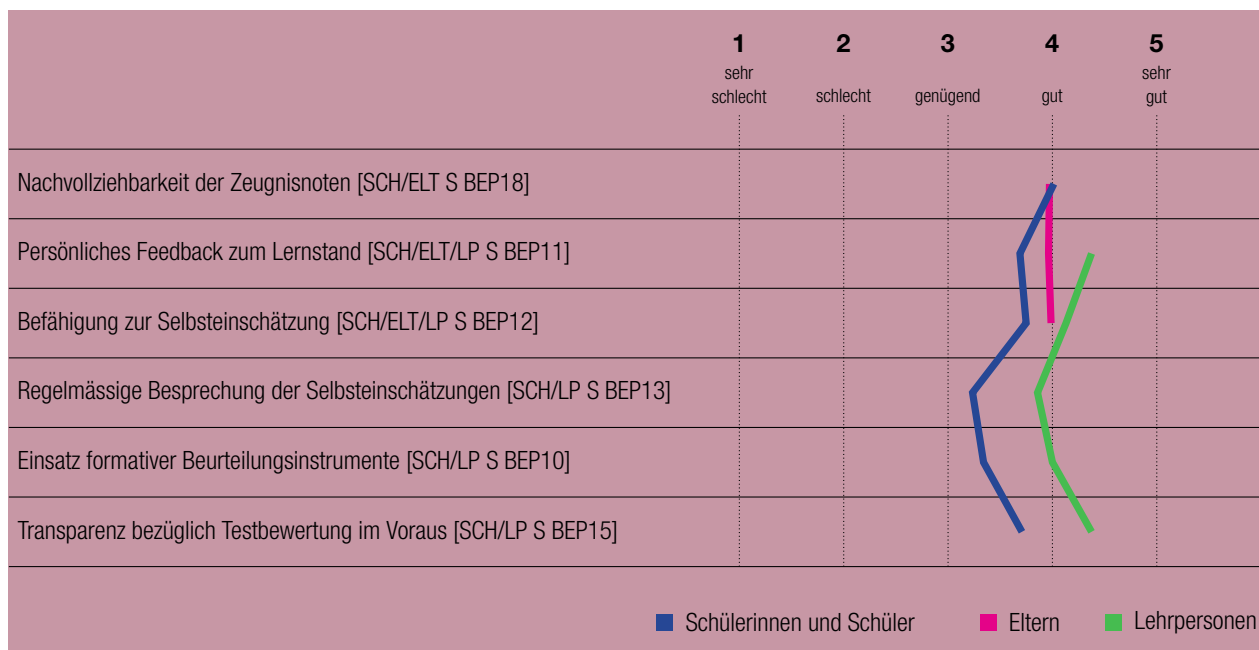 1 2 3 4 5
sehr schlecht schlecht genügend gut sehr gut
Nachvollziehbarkeit der Zeugnisnoten [SCH/ELT S BEP18]
Persönliches Feedback zum Lernstand [SCH/ELT/LP S BEP11]
Befähigung zur Selbsteinschätzung [SCH/ELT/LP S BEP12]
Regelmässige Besprechung der Selbsteinschätzungen [SCH/LP S BEP13]
Einsatz formativer Beurteilungsinstrumente [SCH/LP S BEP10]
Transparenz bezüglich Testbewertung im Voraus [SCH/LP S BEP15]
Schülerinnen und Schüler Eltern Lehrpersonen